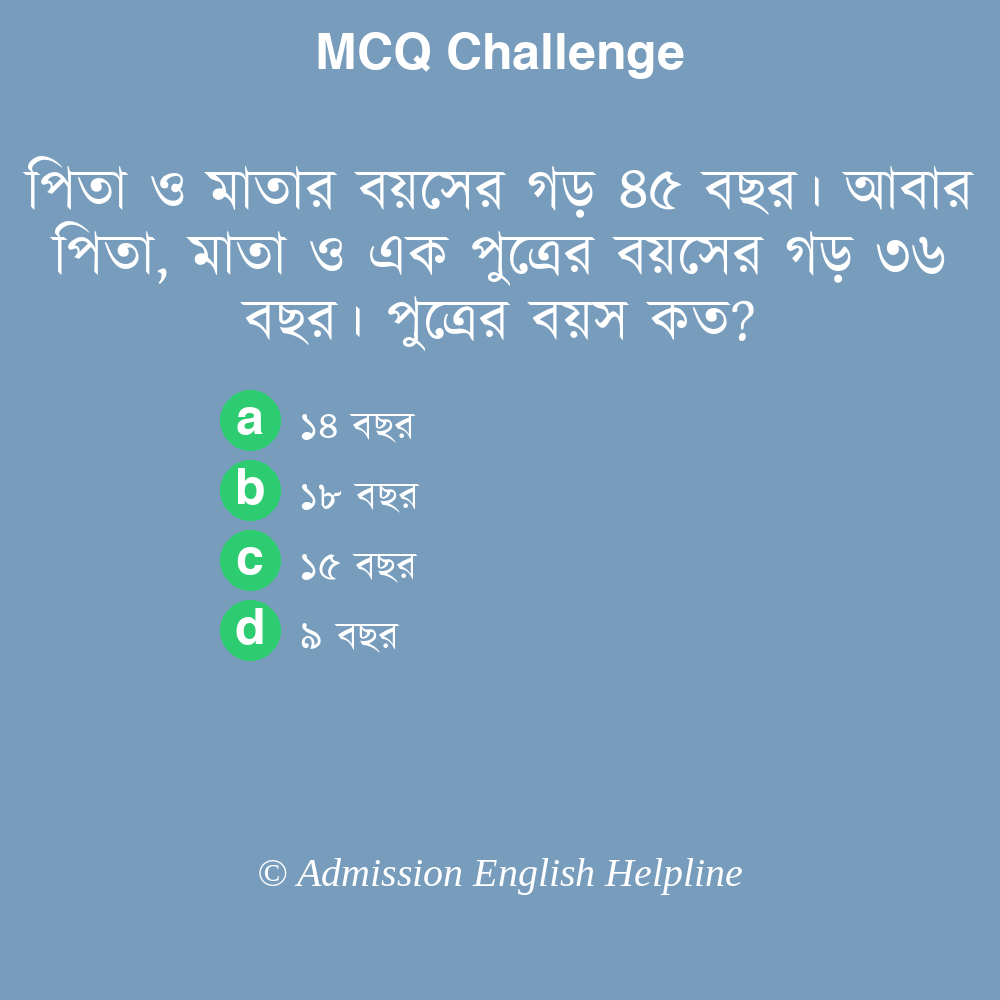 MCQ Challenge
পিতা ও মাতার বয়সের গড় ৪৫ বছর। আবার
পিতা, মাতা ও এক পুত্রের বয়সের গড় ৩৬
বছর। পুত্রের বয়স কত?
a ১৪ বছর
b ১৮ বছর
c ১৫ বছর
d ৯ বছর
© Admission English Helpline